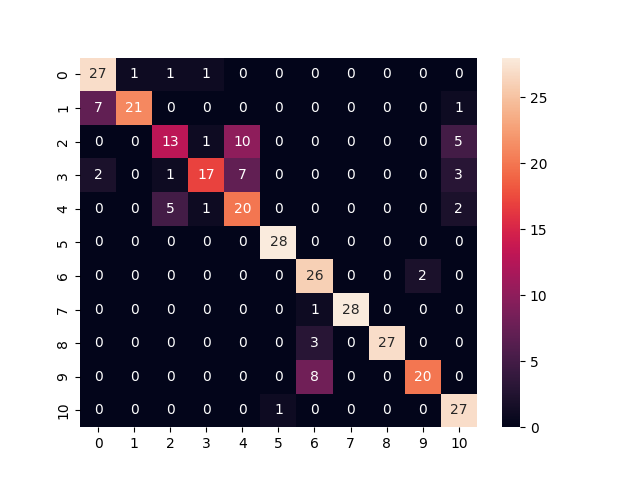 0 27 1 1 1 0 0 0 0 0 0 0
1 7 21 0 0 0 0 0 0 0 0 1
2 0 0 13 1 10 0 0 0 0 0 5
3 2 0 1 17 7 0 0 0 0 0 3
4 0 0 5 1 20 0 0 0 0 0 2
5 0 0 0 0 0 28 0 0 0 0 0
6 0 0 0 0 0 0 26 0 0 2 0
7 0 0 0 0 0 0 1 28 0 0 0
8 0 0 0 0 0 0 3 0 27 0 0
9 0 0 0 0 0 0 8 0 0 20 0
10 0 0 0 0 0 1 0 0 0 0 27
0 1 2 3 4 5 6 7 8 9 10
25
20
15
10
5
0